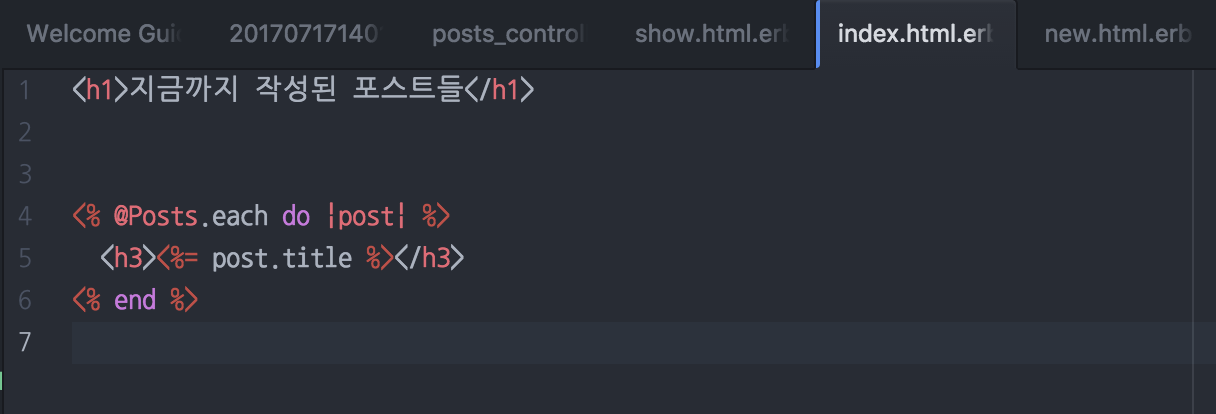 Welcome Gui 20170717140 posts_control show.html.erb index.html.erb new.html.erb
1 <h1>지금까지 작성된 포스트들</h1>
2
3
4 <% @Posts.each do |post| %>
5 <h3><%= post.title %></h3>
6 <% end %>
7